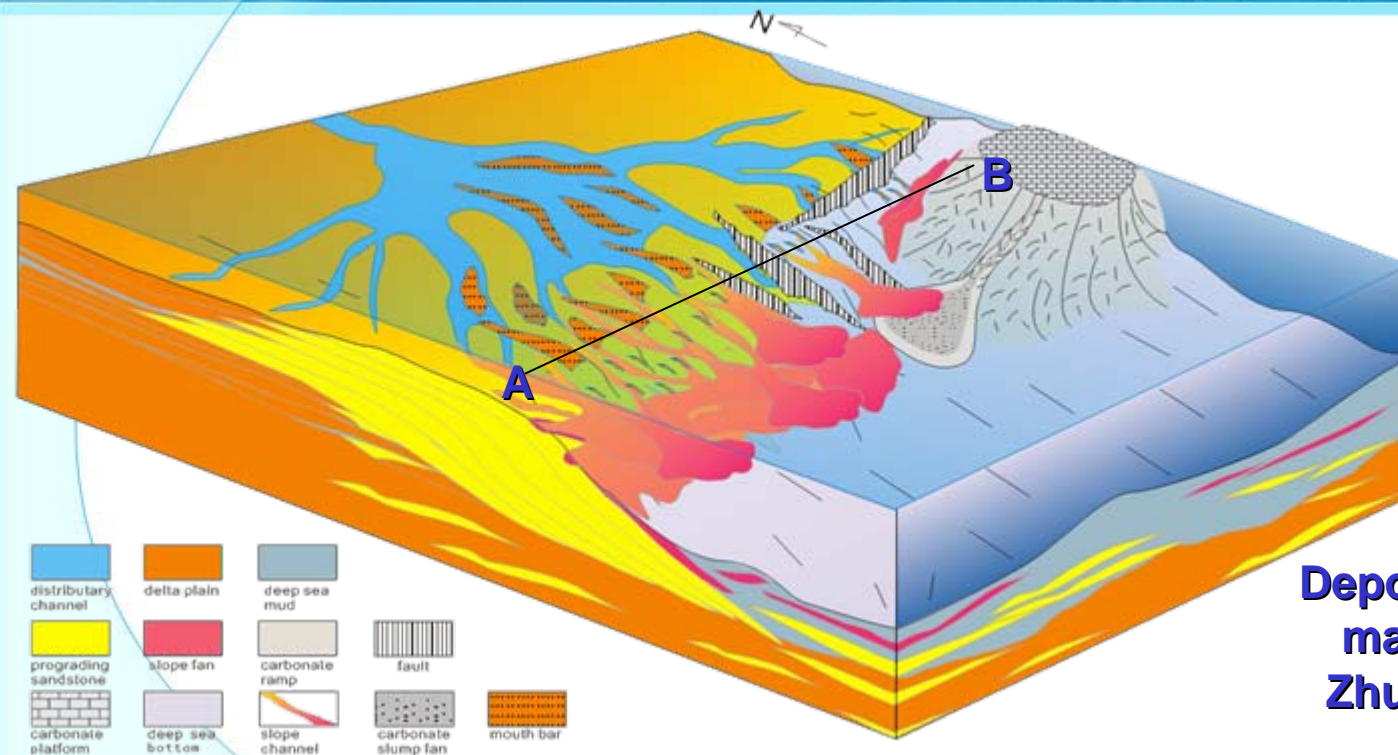 N
B
A
distributary
channel
delta plain
deep sea
mud
prograding
sandstone
slope fan
carbonate
ramp
fault
carbonate
platform
deep sea
bottom
slope
channel
carbonate
slump fan
mouth bar
Depo
ma
Zhu